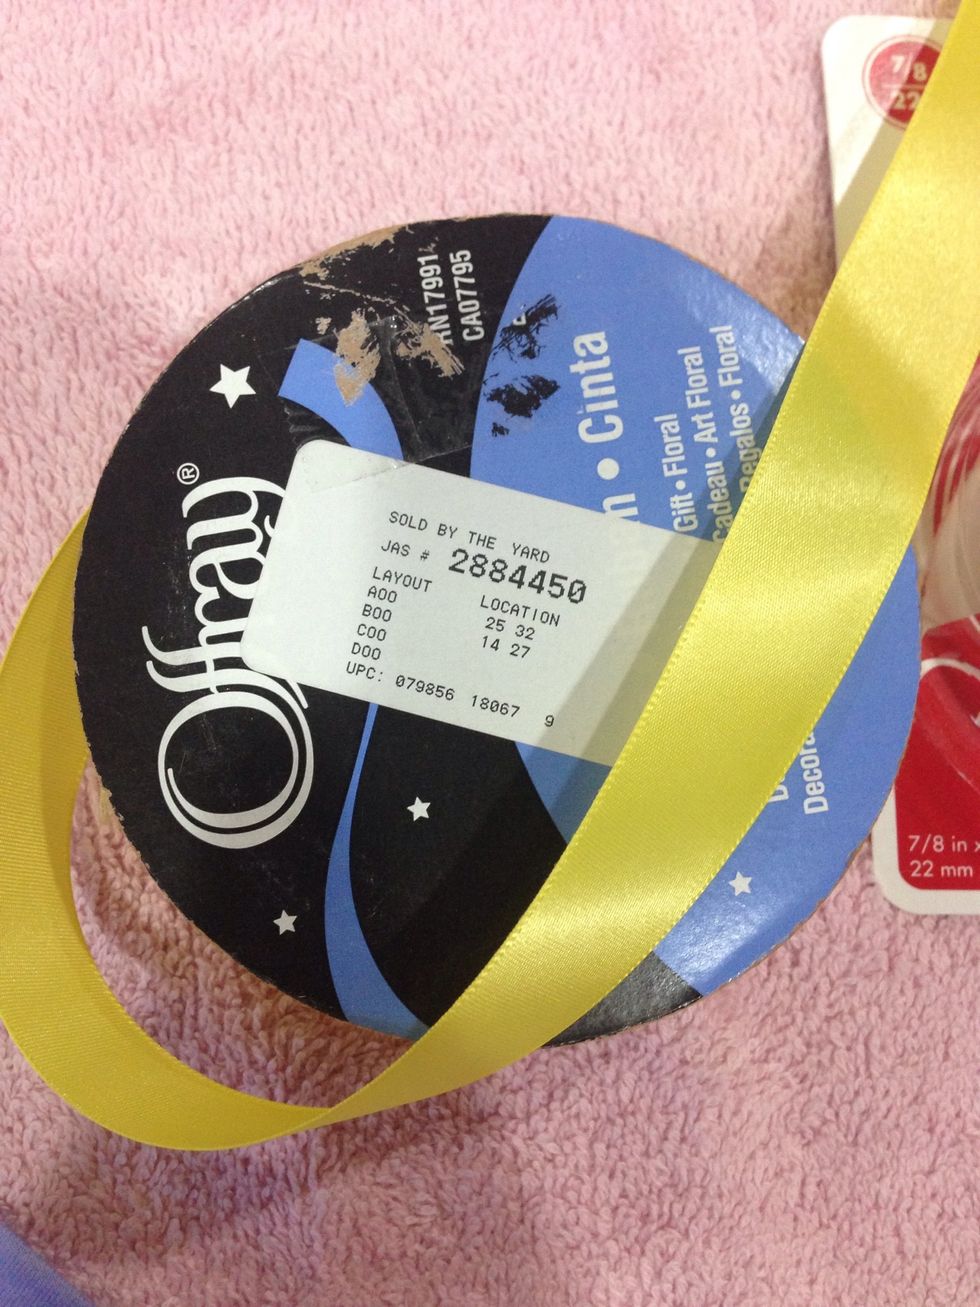 Offray®
RN17991
CA07795
• Cinta
Gift • Floral
Cadeau • Art Floral
Regalos • Floral
Decora
SOLD BY THE YARD
JAS # 2884450
LAYOUT LOCATION
A00 25 32
B00 14 27
C00
D00
UPC: 079856 18067 9
7/8
22
7/8 in x
22 mm